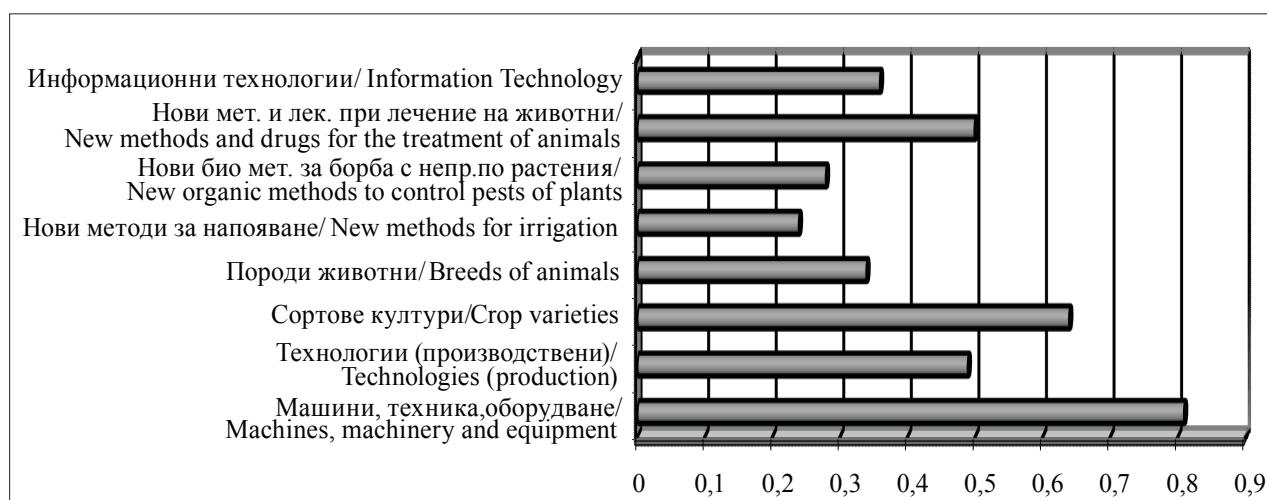 Информационни технологии/ Information Technology
Нови мет. и лек. при лечение на животни/
New methods and drugs for the treatment of animals
Нови био мет. за борба с непр.по растения/
New organic methods to control pests of plants
Нови методи за напояване/ New methods for irrigation
Породи животни/ Breeds of animals
Сортове култури/Crop varieties
Технологии (производствени)/
Technologies (production)
Машини, техника,оборудване/
Machines, machinery and equipment
0 0,1 0,2 0,3 0,4 0,5 0,6 0,7 0,8 0,9